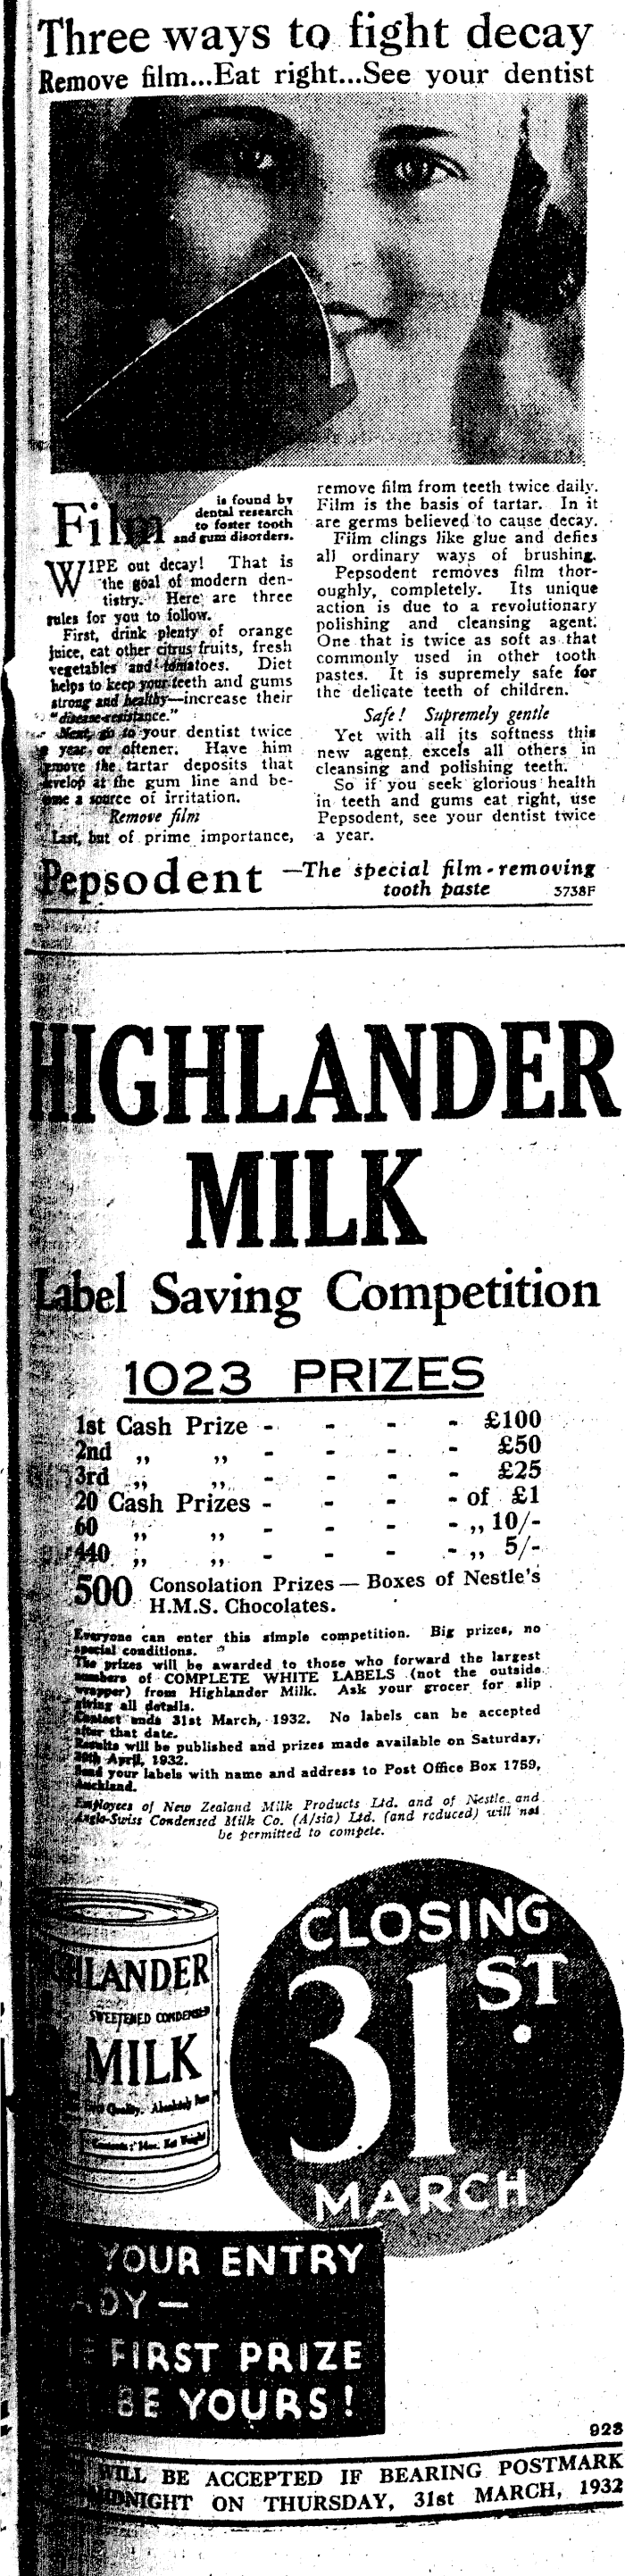 Three ways to fight decay
Remove film...Eat right...See your dentist
Film
is found by
dental research
to foster tooth
and gum disorders.
WIPE out decay! That is
the goal of modern den-
tistry. Here are three
rules for you to follow.
First, drink plenty of orange
juice, eat other citrus fruits, fresh
vegetables and tomatoes. Diet
helps to keep your teeth and gums
strong and healthy—increase their
"disease-resistance."
Next, go to your dentist twice
a year, or oftener. Have him
remove the tartar deposits that
develop at the gum line and be-
come a source of irritation.
Remove film
Last, but of prime importance,
remove film from teeth twice daily.
Film is the basis of tartar. In it
are germs believed to cause decay.
Film clings like glue and defies
all ordinary ways of brushing.
Pepsodent removes film thor-
oughly, completely. Its unique
action is due to a revolutionary
polishing and cleansing agent.
One that is twice as soft as that
commonly used in other tooth
pastes. It is supremely safe for
the delicate teeth of children.
Safe! Supremely gentle
Yet with all its softness this
new agent excels all others in
cleansing and polishing teeth.
So if you seek glorious health
in teeth and gums eat right, use
Pepsodent, see your dentist twice
a year.
Pepsodent —The special film-removing
tooth paste 3738F
HIGHLANDER
MILK
Label Saving Competition
1023 PRIZES
1st Cash Prize - - - - £100
2nd ,, ,, - - - - £50
3rd ,, ,, - - - - £25
20 Cash Prizes - - - - of £1
60 ,, ,, - - - - ,, 10/-
440 ,, ,, - - - - ,, 5/-
500 Consolation Prizes — Boxes of Nestle's
H.M.S. Chocolates.
Everyone can enter this simple competition. Big prizes, no
special conditions.
The prizes will be awarded to those who forward the largest
numbers of COMPLETE WHITE LABELS (not the outside
wrapper) from Highlander Milk. Ask your grocer for slip
giving all details.
Contest ends 31st March, 1932. No labels can be accepted
after that date.
Results will be published and prizes made available on Saturday,
April, 1932.
Send your labels with name and address to Post Office Box 1759,
Auckland.
Employees of New Zealand Milk Products Ltd. and of Nestle and
Anglo-Swiss Condensed Milk Co. (A/sia) Ltd. (and reduced) will not
be permitted to compete.
HLANDER
SWEETENED CONDENSED
MILK
Quality. Absolutely Pure
Contents: 14oz. Net Weight
CLOSING
31ST
MARCH
YOUR ENTRY
ADY—
FIRST PRIZE
BE YOURS!
923
WILL BE ACCEPTED IF BEARING POSTMARK
MIDNIGHT ON THURSDAY, 31st MARCH, 1932